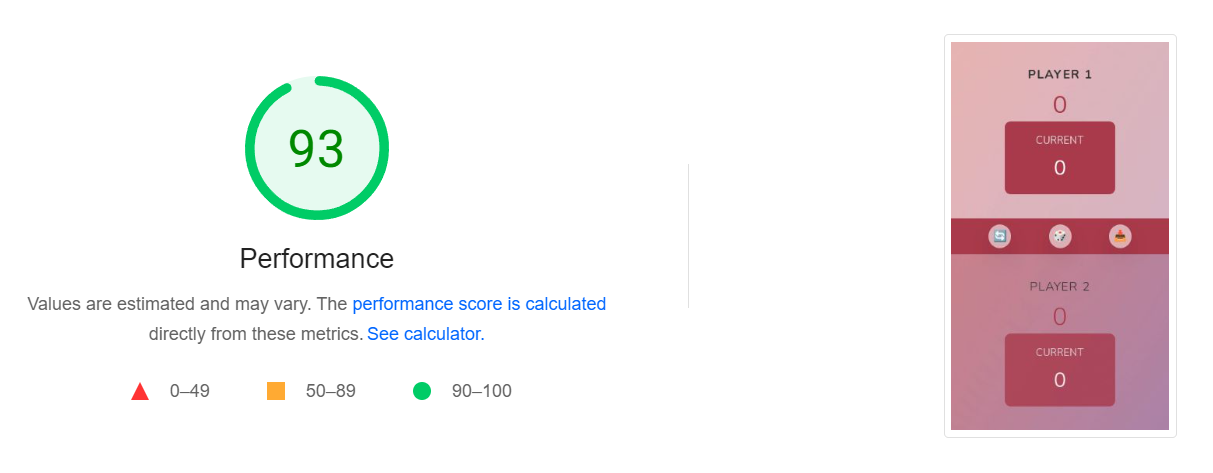 93
Performance
Values are estimated and may vary. The performance score is calculated
directly from these metrics. See calculator.
0–49
50–89
90–100
PLAYER 1
0
CURRENT
0
PLAYER 2
0
CURRENT
0